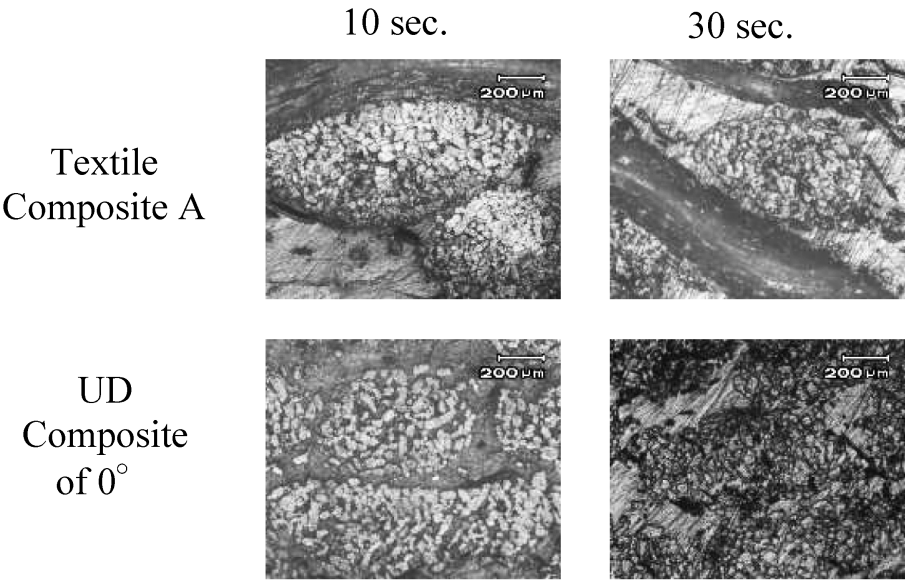 10 sec.
30 sec.
Textile
Composite A
200 μm
200 μm
UD
Composite
of 0°
200 μm
200 μm